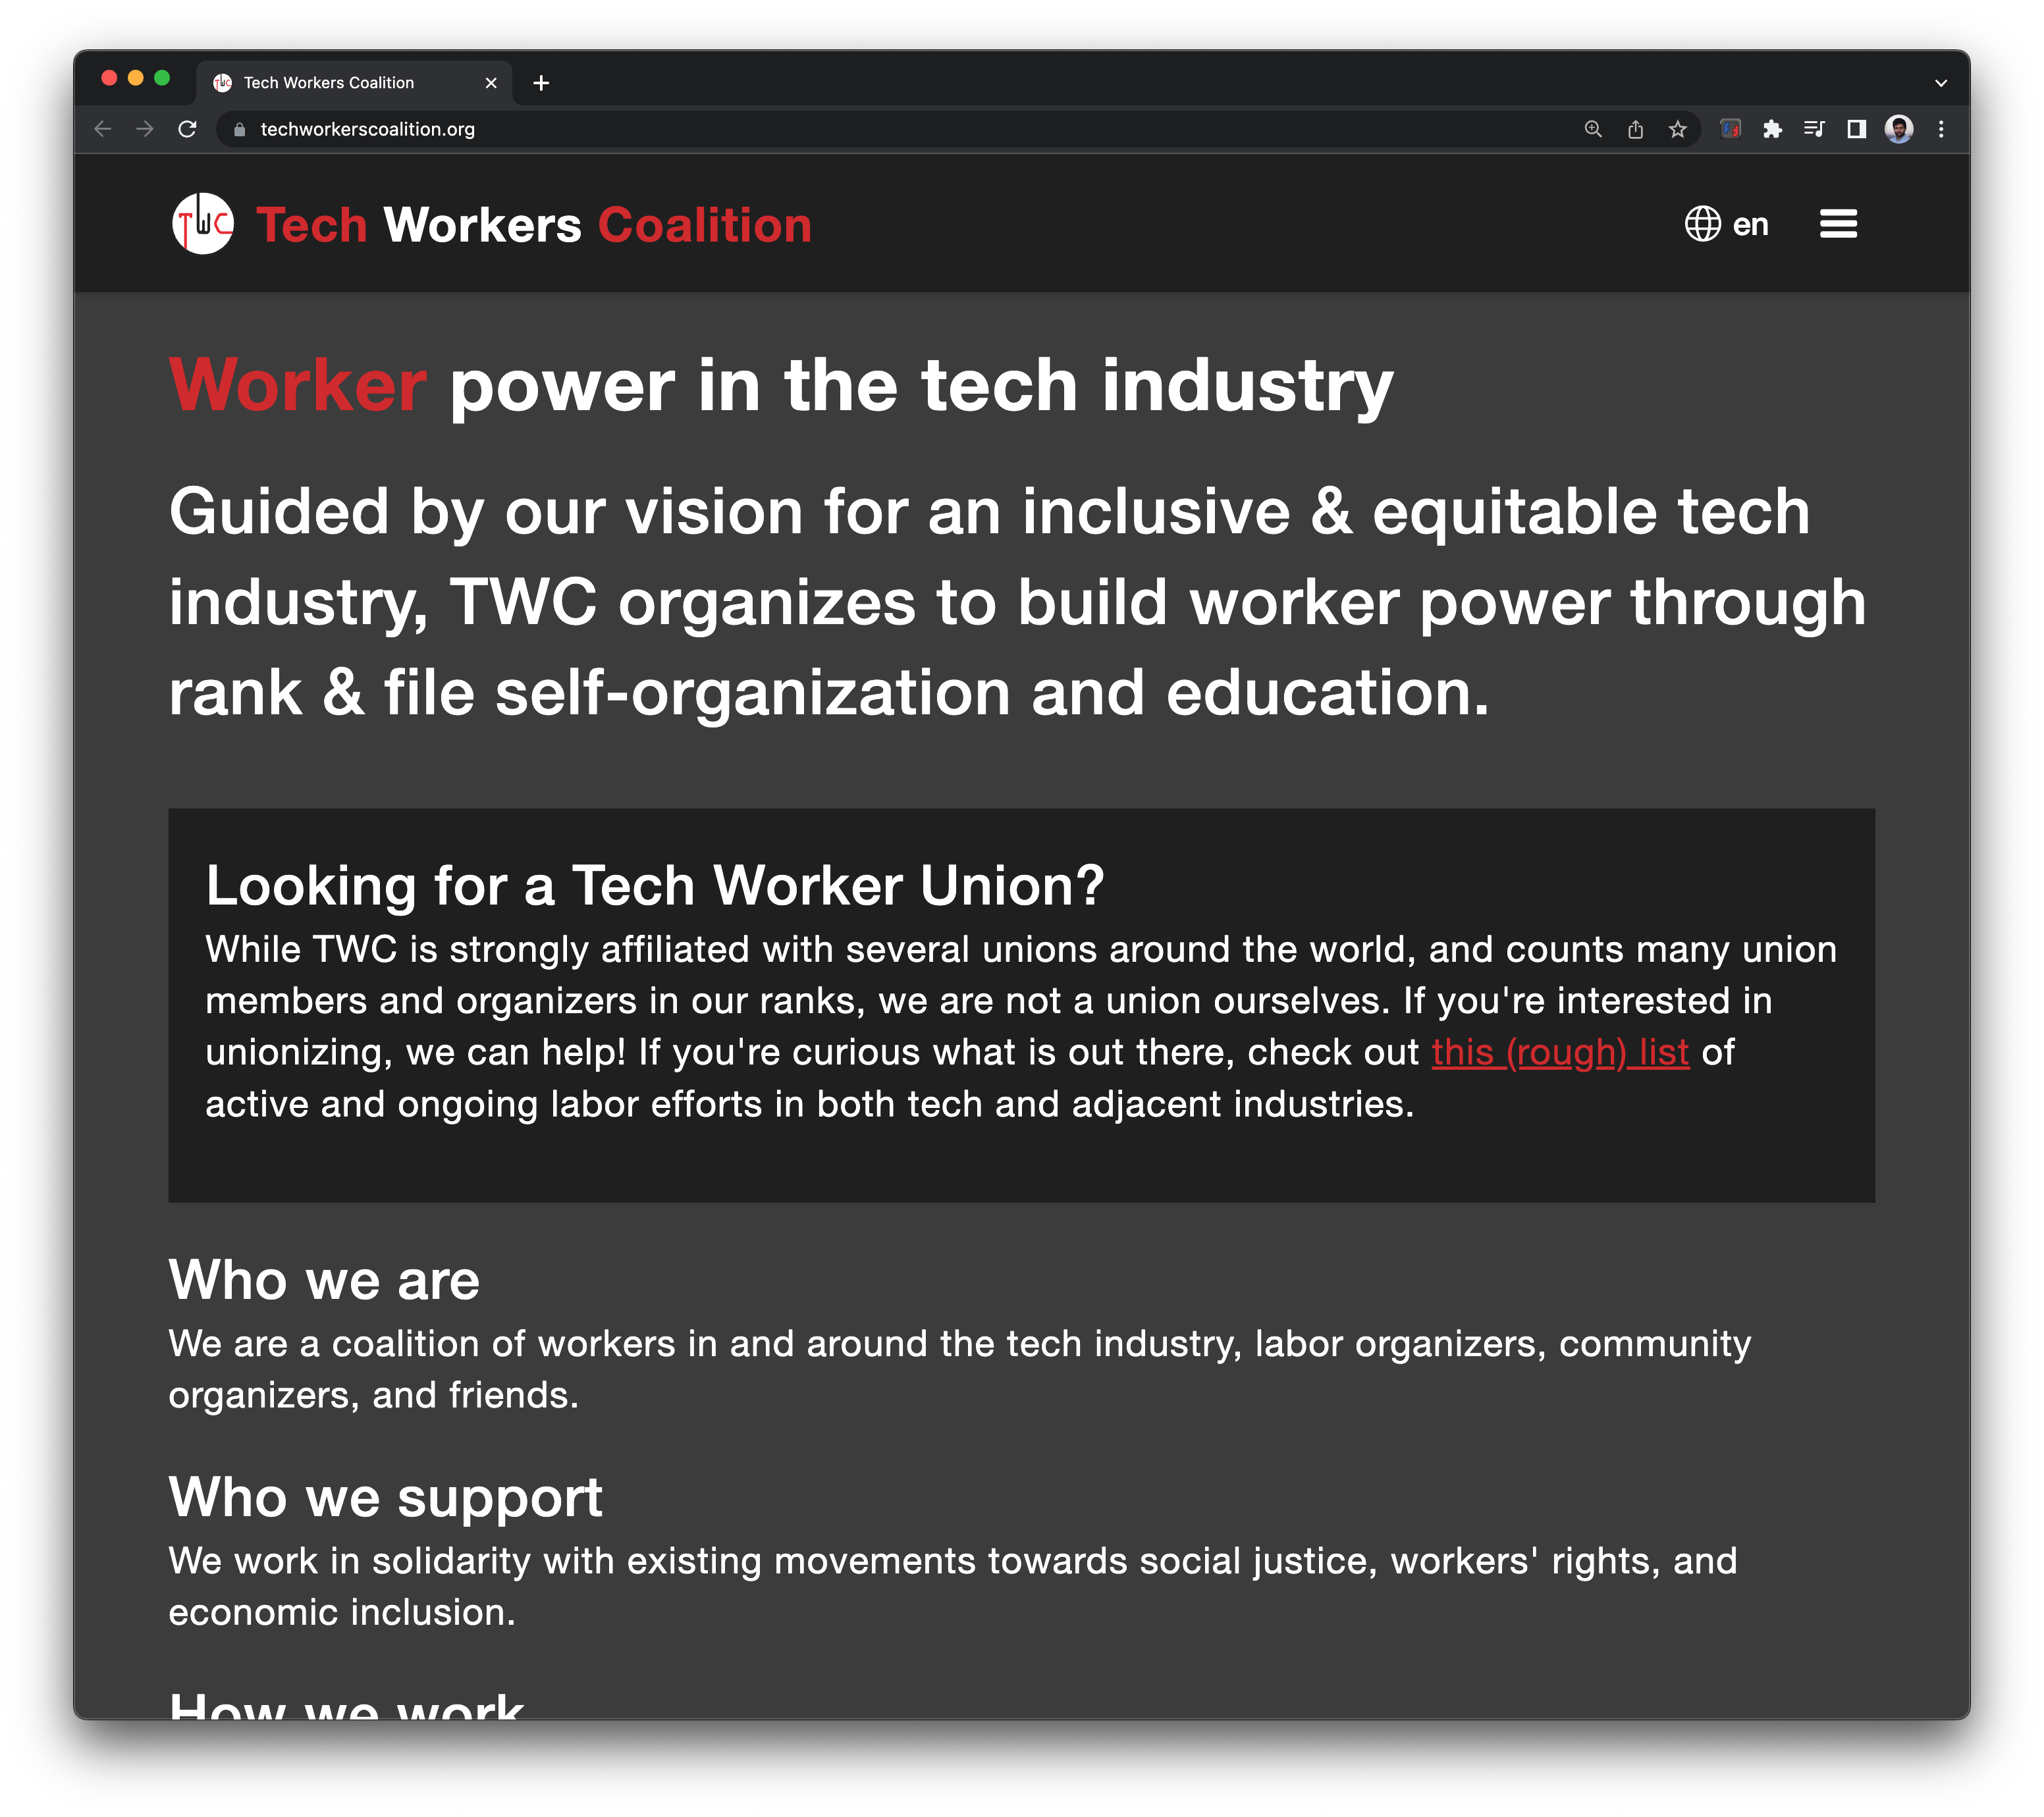 Tech Workers Coalition
techworkerscoalition.org
TWC Tech Workers Coalition
en
Worker power in the tech industry
Guided by our vision for an inclusive & equitable tech
industry, TWC organizes to build worker power through
rank & file self-organization and education.
Looking for a Tech Worker Union?
While TWC is strongly affiliated with several unions around the world, and counts many union
members and organizers in our ranks, we are not a union ourselves. If you're interested in
unionizing, we can help! If you're curious what is out there, check out this (rough) list of
active and ongoing labor efforts in both tech and adjacent industries.
Who we are
We are a coalition of workers in and around the tech industry, labor organizers, community
organizers, and friends.
Who we support
We work in solidarity with existing movements towards social justice, workers' rights, and
economic inclusion.
How we work